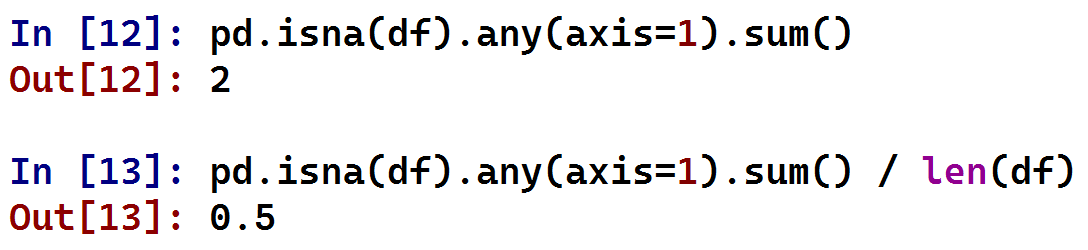 In [12]: pd.isna(df).any(axis=1).sum()
Out[12]: 2
In [13]: pd.isna(df).any(axis=1).sum() / len(df)
Out[13]: 0.5